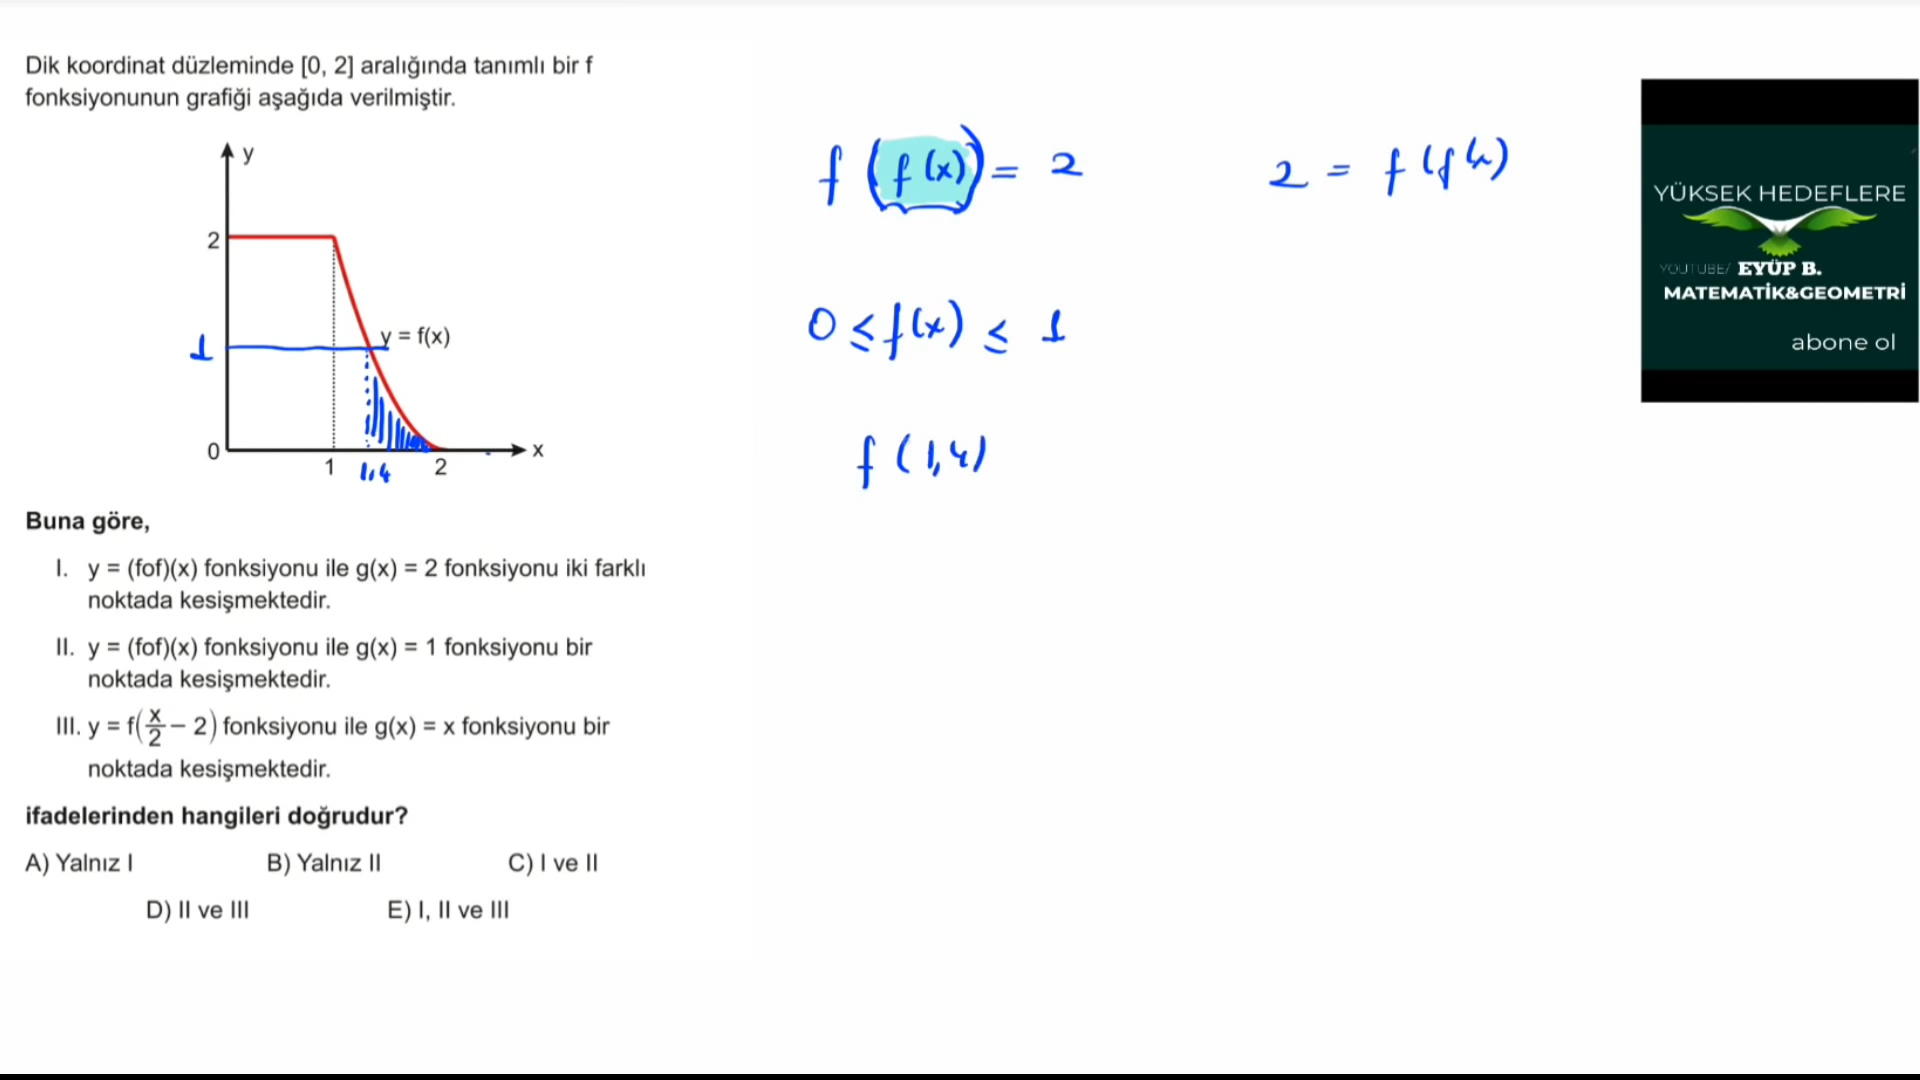 Dik koordinat düzleminde [0, 2] aralığında tanımlı bir f
fonksiyonunun grafiği aşağıda verilmiştir.
y
2
1
y = f(x)
0
1
1,4
2
x
Buna göre,
I. y = (fof)(x) fonksiyonu ile g(x) = 2 fonksiyonu iki farklı
noktada kesişmektedir.
II. y = (fof)(x) fonksiyonu ile g(x) = 1 fonksiyonu bir
noktada kesişmektedir.
III. y = f(x/2 − 2) fonksiyonu ile g(x) = x fonksiyonu bir
noktada kesişmektedir.
ifadelerinden hangileri doğrudur?
A) Yalnız I B) Yalnız II C) I ve II
D) II ve III E) I, II ve III
f(f(x)) = 2
2 = f(f(x)
0 ≤ f(x) ≤ 1
f(1,4)
YÜKSEK HEDEFLERE
YOUTUBE/ EYÜP B.
MATEMATİK&GEOMETRİ
abone ol